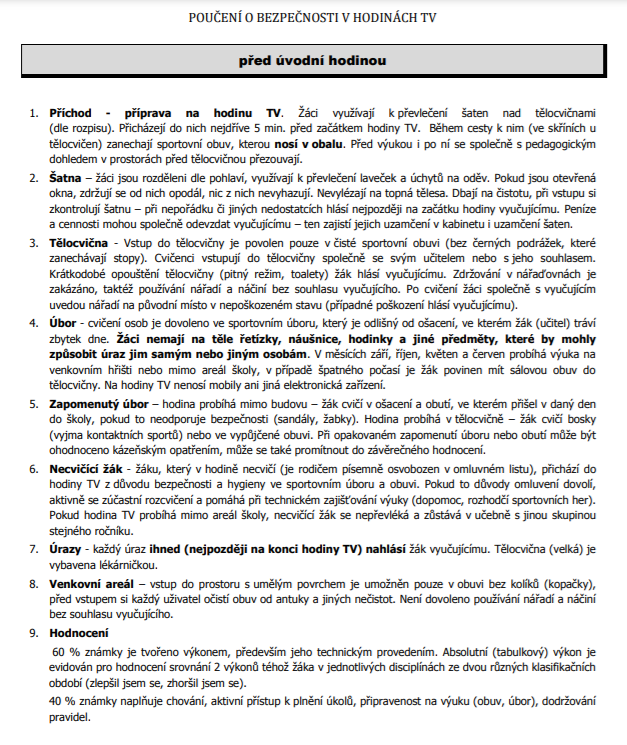 POUČENÍ O BEZPEČNOSTI V HODINÁCH TV
před úvodní hodinou
1. Příchod - příprava na hodinu TV. Žáci využívají k převlečení šaten nad tělocvičnami
(dle rozpisu). Přicházejí do nich nejdříve 5 min. před začátkem hodiny TV. Během cesty k nim (ve skříních u
tělocvičen) zanechají sportovní obuv, kterou nosí v obalu. Před výukou i po ní se společně s pedagogickým
dohledem v prostorách před tělocvičnou přezouvají.
2. Šatna – žáci jsou rozděleni dle pohlaví, využívají k převlečení laveček a úchytů na oděv. Pokud jsou otevřená
okna, zdržují se od nich opodál, nic z nich nevyhazují. Nevylézají na topná tělesa. Dbají na čistotu, při vstupu si
zkontrolují šatnu – při nepořádku či jiných nedostatcích hlásí nejpozději na začátku hodiny vyučujícímu. Peníze
a cennosti mohou společně odevzdat vyučujícímu – ten zajistí jejich uzamčení v kabinetu i uzamčení šaten.
3. Tělocvična - Vstup do tělocvičny je povolen pouze v čisté sportovní obuvi (bez černých podrážek, které
zanechávají stopy). Cvičenci vstupují do tělocvičny společně se svým učitelem nebo s jeho souhlasem.
Krátkodobé opouštění tělocvičny (pitný režim, toalety) žák hlásí vyučujícímu. Zdržování v nářaďovnách je
zakázáno, taktéž používání nářadí a náčiní bez souhlasu vyučujícího. Po cvičení žáci společně s vyučujícím
uvedou nářadí na původní místo v nepoškozeném stavu (případné poškození hlásí vyučujícímu).
4. Úbor - cvičení osob je dovoleno ve sportovním úboru, který je odlišný od ošacení, ve kterém žák (učitel) tráví
zbytek dne. Žáci nemají na těle řetízky, náušnice, hodinky a jiné předměty, které by mohly
způsobit úraz jim samým nebo jiným osobám. V měsících září, říjen, květen a červen probíhá výuka na
venkovním hřišti nebo mimo areál školy, v případě špatného počasí je žák povinen mít sálovou obuv do
tělocvičny. Na hodiny TV nenosí mobily ani jiná elektronická zařízení.
5. Zapomenutý úbor – hodina probíhá mimo budovu – žák cvičí v ošacení a obutí, ve kterém přišel v daný den
do školy, pokud to neodporuje bezpečnosti (sandály, žabky). Hodina probíhá v tělocvičně – žák cvičí bosky
(vyjma kontaktních sportů) nebo ve vypůjčené obuvi. Při opakovaném zapomenutí úboru nebo obutí může být
ohodnoceno kázeňským opatřením, může se také promítnout do závěrečného hodnocení.
6. Necvičící žák - žáku, který v hodině necvičí (je rodičem písemně osvobozen v omluvném listu), přichází do
hodiny TV z důvodu bezpečnosti a hygieny ve sportovním úboru a obuvi. Pokud to důvody omluvení dovolí,
aktivně se zúčastní rozcvičení a pomáhá při technickém zajišťování výuky (dopomoc, rozhodčí sportovních her).
Pokud hodina TV probíhá mimo areál školy, necvičící žák se nepřevléká a zůstává v učebně s jinou skupinou
stejného ročníku.
7. Úrazy - každý úraz ihned (nejpozději na konci hodiny TV) nahlásí žák vyučujícímu. Tělocvična (velká) je
vybavena lékárničkou.
8. Venkovní areál – vstup do prostoru s umělým povrchem je umožněn pouze v obuvi bez kolíků (kopačky),
před vstupem si každý uživatel očistí obuv od antuky a jiných nečistot. Není dovoleno používání nářadí a náčiní
bez souhlasu vyučujícího.
9. Hodnocení
60 % známky je tvořeno výkonem, především jeho technickým provedením. Absolutní (tabulkový) výkon je
evidován pro hodnocení srovnání 2 výkonů téhož žáka v jednotlivých disciplínách ze dvou různých klasifikačních
období (zlepšil jsem se, zhoršil jsem se).
40 % známky naplňuje chování, aktivní přístup k plnění úkolů, připravenost na výuku (obuv, úbor), dodržování
pravidel.